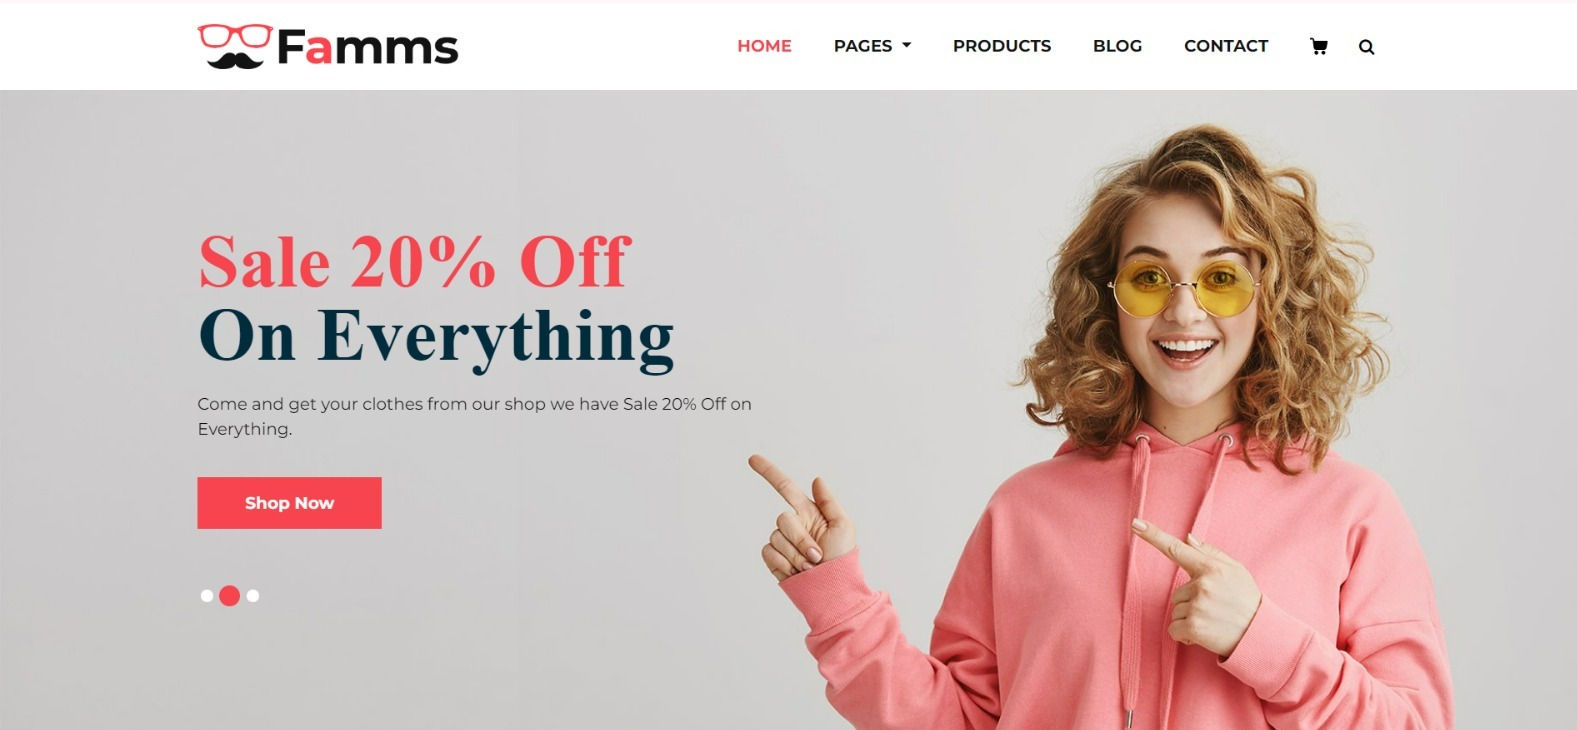 Famms
HOME PAGES PRODUCTS BLOG CONTACT
Sale 20% Off
On Everything
Come and get your clothes from our shop we have Sale 20% Off on
Everything.
Shop Now